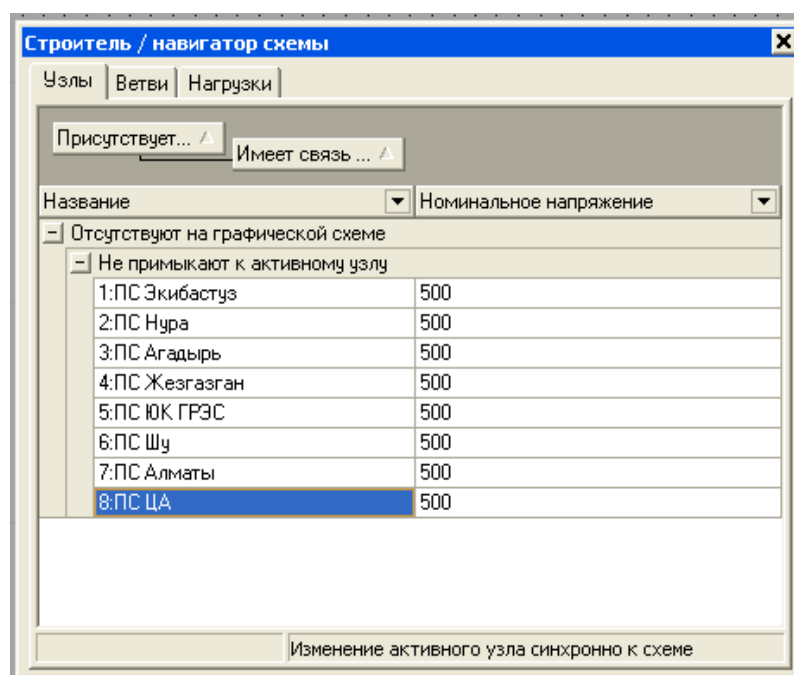 Строитель / навигатор схемы
Узлы Ветви Нагрузки
Присутствует...
Имеет связь ...
Название Номинальное напряжение
Отсутствуют на графической схеме
Не примыкают к активному узлу
1:ПС Экибастуз 500
2:ПС Нура 500
3:ПС Агадырь 500
4:ПС Жезгазган 500
5:ПС ЮК ГРЭС 500
6:ПС Шу 500
7:ПС Алматы 500
8:ПС ЦА 500
Изменение активного узла синхронно к схеме